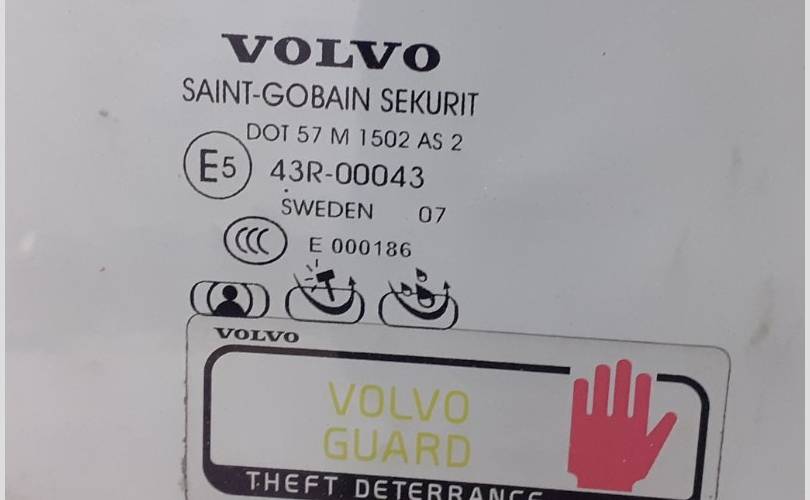 VOLVO
SAINT-GOBAIN SEKURIT
DOT 57 M 1502 AS 2
E5 43R-00043
SWEDEN 07
CCC E 000186
VOLVO
VOLVO
GUARD
THEFT DETERRANCE